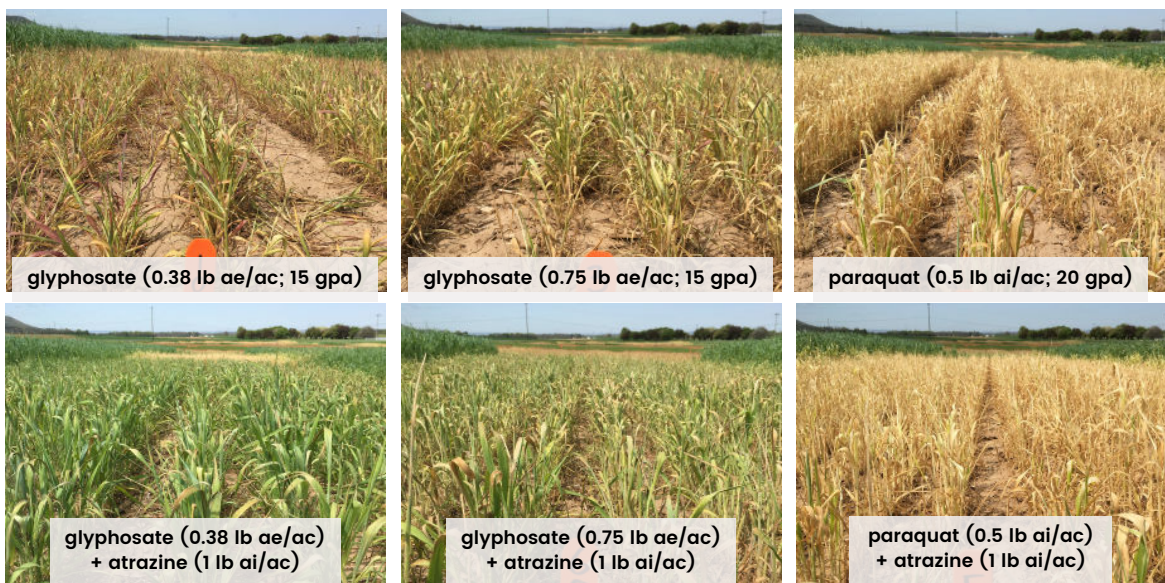 glyphosate (0.38 lb ae/ac; 15 gpa)
glyphosate (0.75 lb ae/ac; 15 gpa)
paraquat (0.5 lb ai/ac; 20 gpa)
glyphosate (0.38 lb ae/ac)
+ atrazine (1 lb ai/ac)
glyphosate (0.75 lb ae/ac)
+ atrazine (1 lb ai/ac)
paraquat (0.5 lb ai/ac)
+ atrazine (1 lb ai/ac)